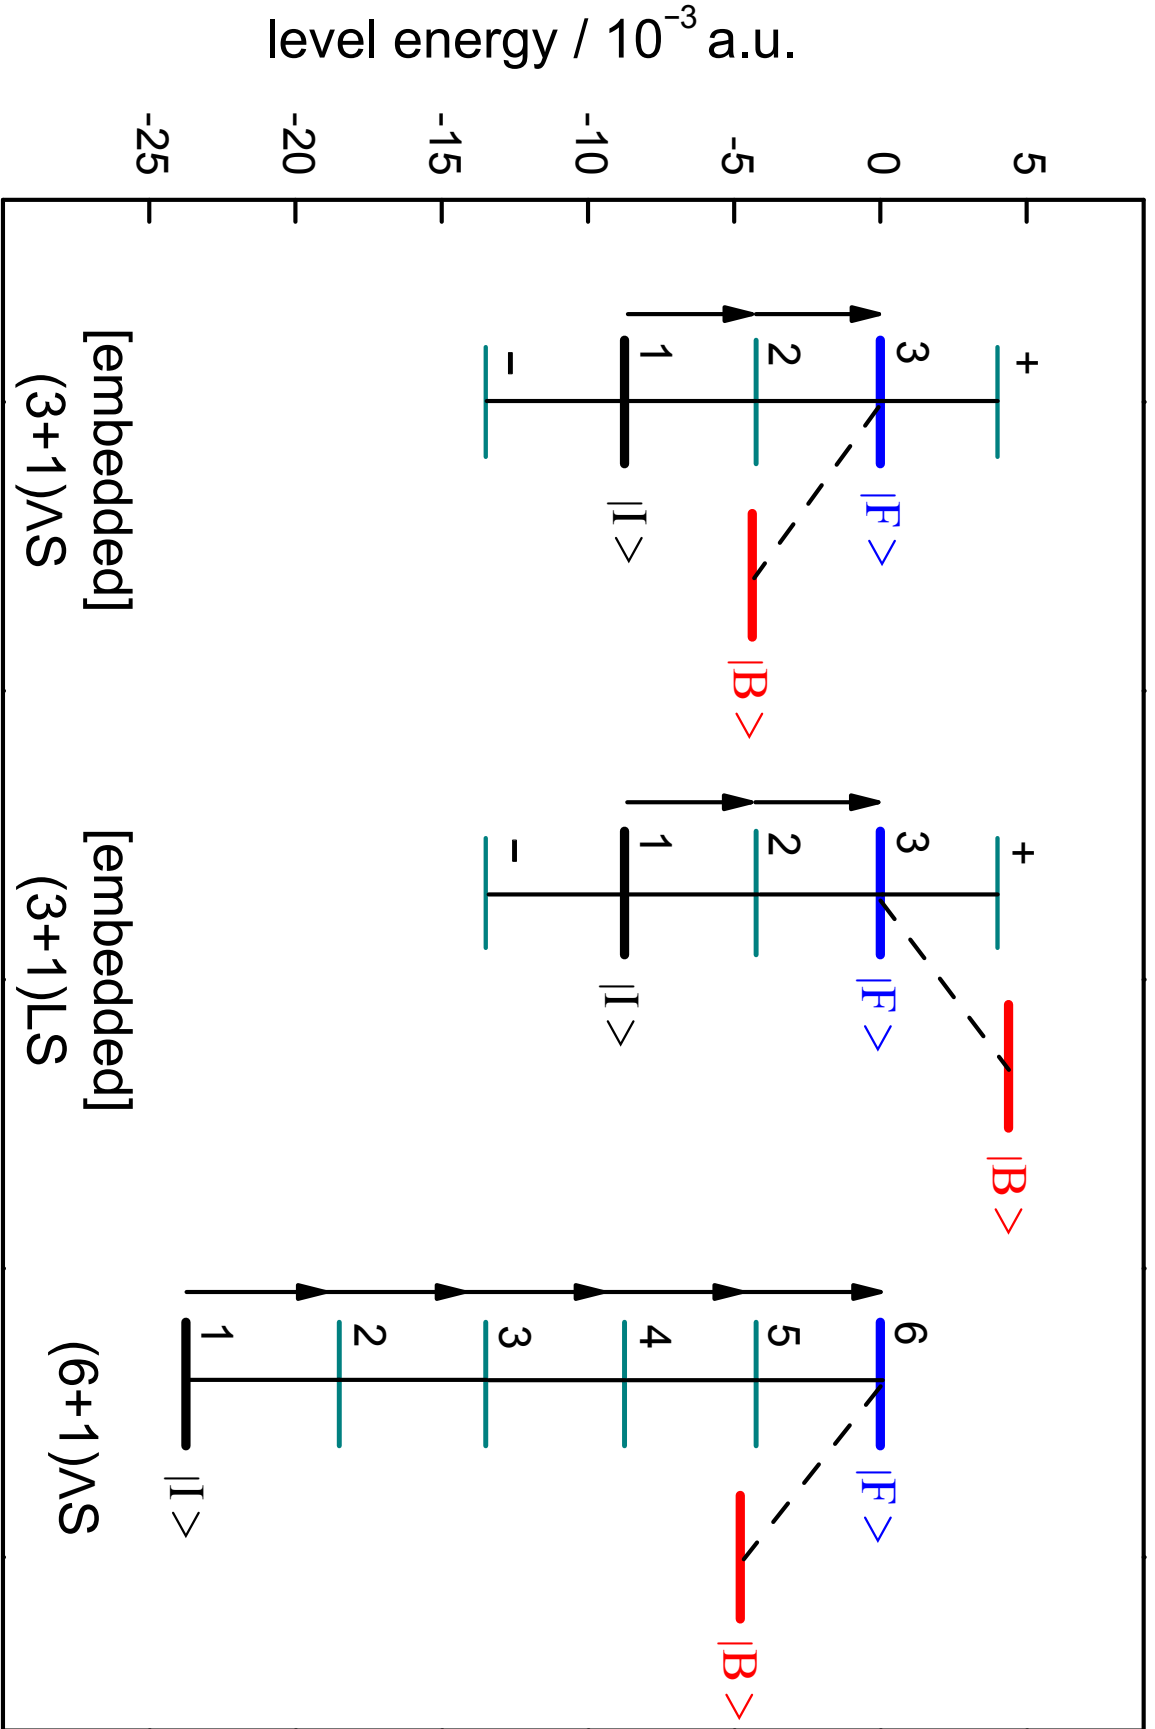 level energy / 10⁻³ a.u.
5
0
-5
-10
-15
-20
-25
+
3
2
1
-
|F>
|I>
|B>
[embedded]
(3+1)ΛS
+
3
2
1
-
|F>
|I>
|B>
[embedded]
(3+1)LS
6
5
4
3
2
1
|F>
|I>
|B>
(6+1)ΛS